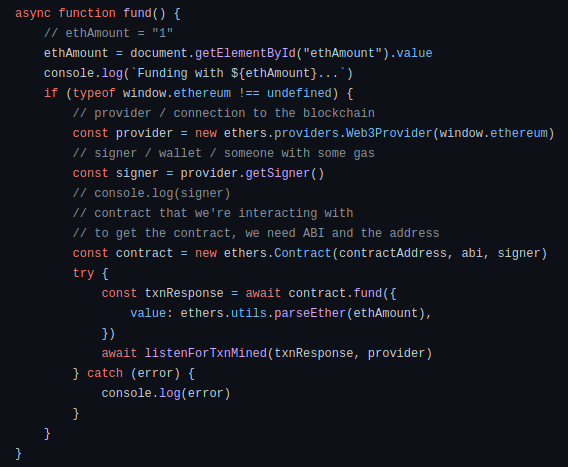 async function fund() {
    // ethAmount = "1"
    ethAmount = document.getElementById("ethAmount").value
    console.log(`Funding with ${ethAmount}...`)
    if (typeof window.ethereum !== undefined) {
        // provider / connection to the blockchain
        const provider = new ethers.providers.Web3Provider(window.ethereum)
        // signer / wallet / someone with some gas
        const signer = provider.getSigner()
        // console.log(signer)
        // contract that we're interacting with
        // to get the contract, we need ABI and the address
        const contract = new ethers.Contract(contractAddress, abi, signer)
        try {
            const txnResponse = await contract.fund({
                value: ethers.utils.parseEther(ethAmount),
            })
            await listenForTxnMined(txnResponse, provider)
        } catch (error) {
            console.log(error)
        }
    }
}